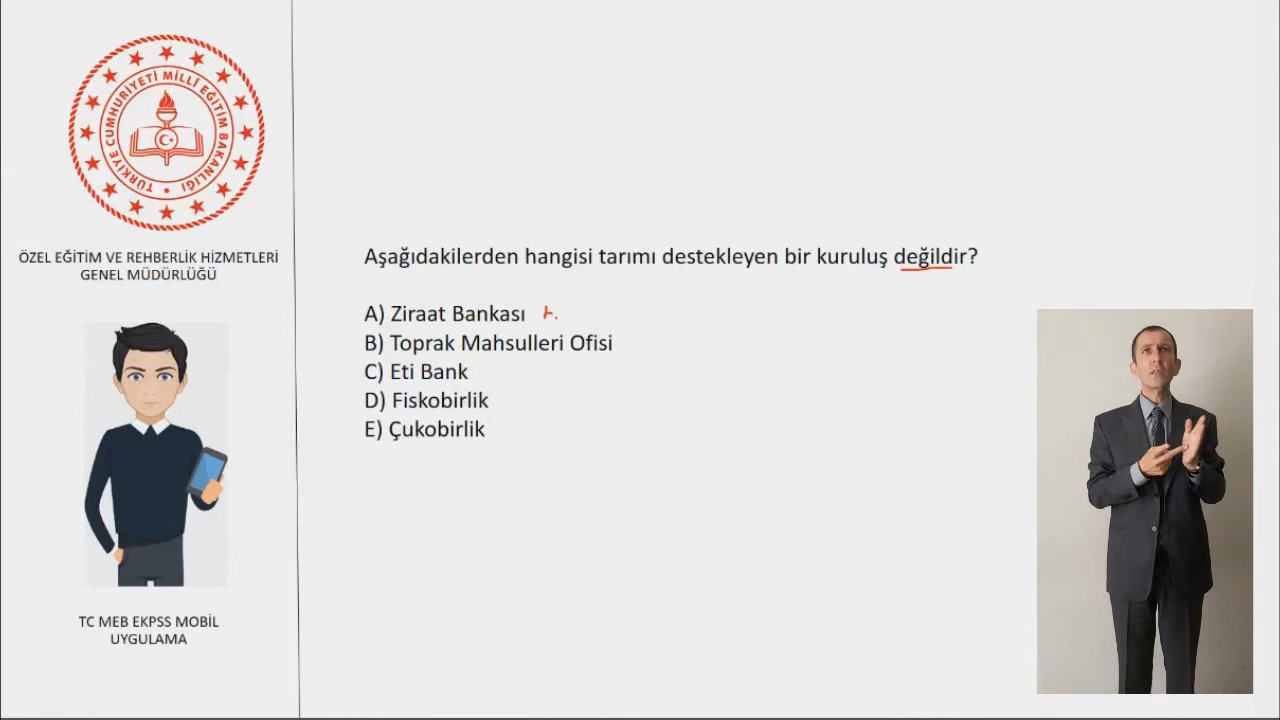 TÜRKİYE CUMHURİYETİ MİLLÎ EĞİTİM BAKANLIĞI
ÖZEL EĞİTİM VE REHBERLİK HİZMETLERİ
GENEL MÜDÜRLÜĞÜ
TC MEB EKPSS MOBİL
UYGULAMA
Aşağıdakilerden hangisi tarımı destekleyen bir kuruluş değildir?
A) Ziraat Bankası
B) Toprak Mahsulleri Ofisi
C) Eti Bank
D) Fiskobirlik
E) Çukobirlik